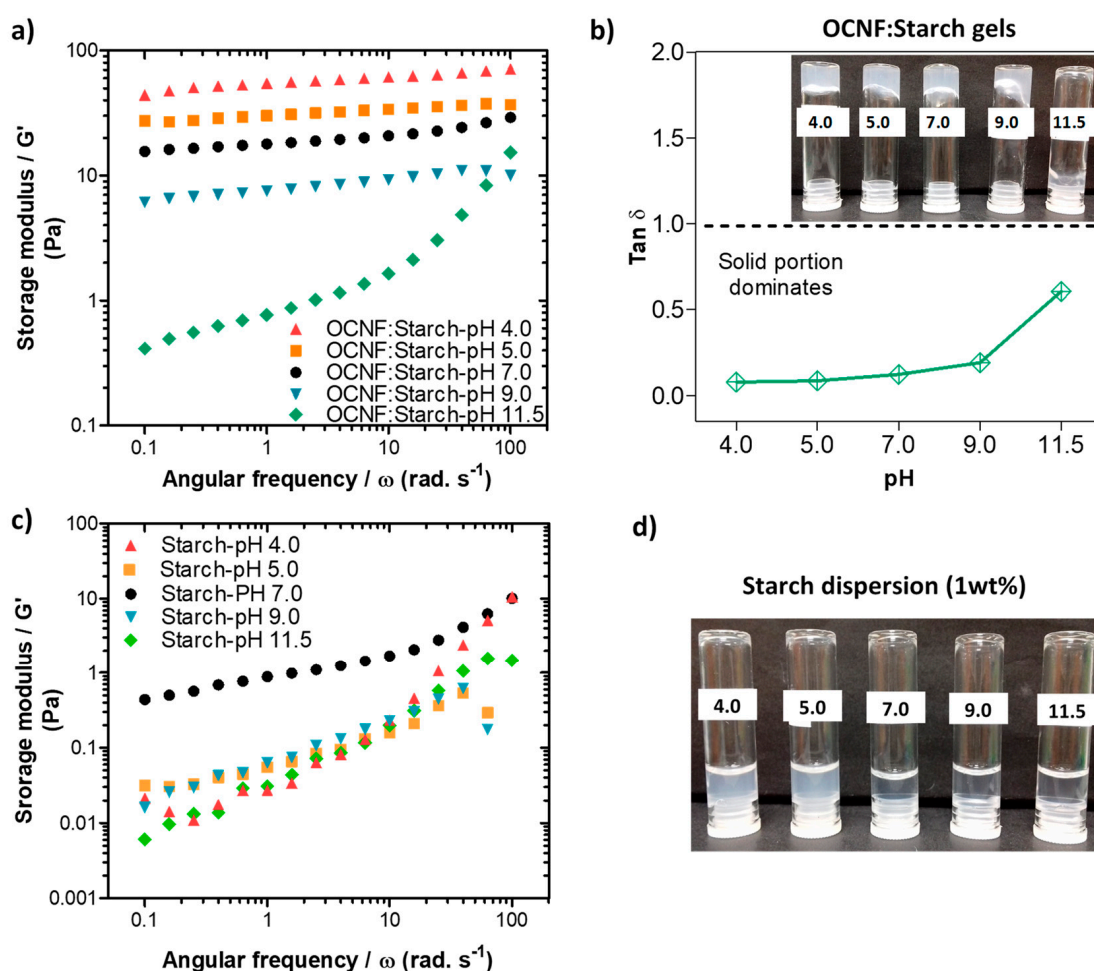 a)
100
10
1
0.1
Storage modulus / G'
(Pa)
OCNF:Starch-pH 4.0
OCNF:Starch-pH 5.0
OCNF:Starch-pH 7.0
OCNF:Starch-pH 9.0
OCNF:Starch-pH 11.5
0.1 1 10 100
Angular frequency / ω (rad. s⁻¹)
b)
OCNF:Starch gels
2.0
1.5
1.0
0.5
0.0
Tan δ
4.0 5.0 7.0 9.0 11.5
Solid portion
dominates
4.0 5.0 7.0 9.0 11.5
pH
c)
100
10
1
0.1
0.01
0.001
Srorage modulus / G'
(Pa)
Starch-pH 4.0
Starch-pH 5.0
Starch-PH 7.0
Starch-pH 9.0
Starch-pH 11.5
0.1 1 10 100
Angular frequency / ω (rad. s⁻¹)
d)
Starch dispersion (1wt%)
4.0 5.0 7.0 9.0 11.5